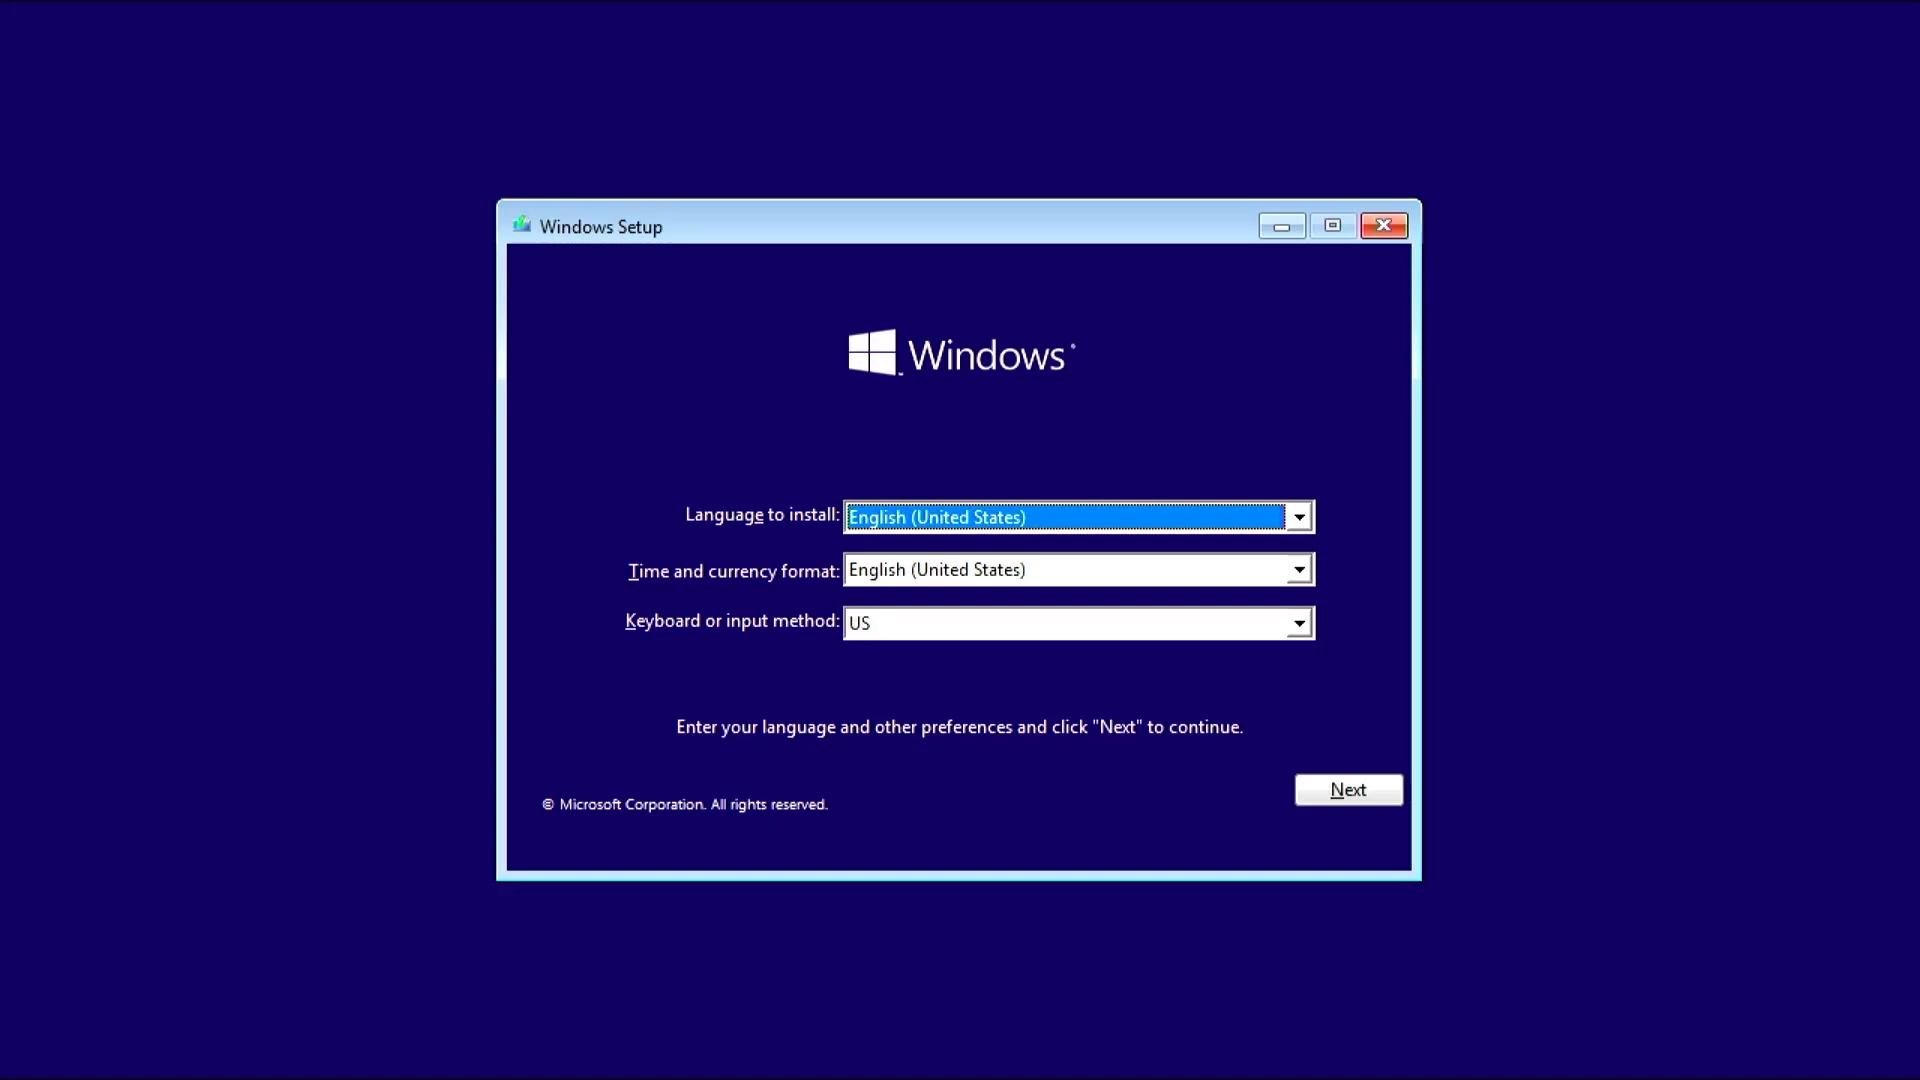 Windows Setup
Windows
Language to install: English (United States)
Time and currency format: English (United States)
Keyboard or input method: US
Enter your language and other preferences and click "Next" to continue.
Next
© Microsoft Corporation. All rights reserved.